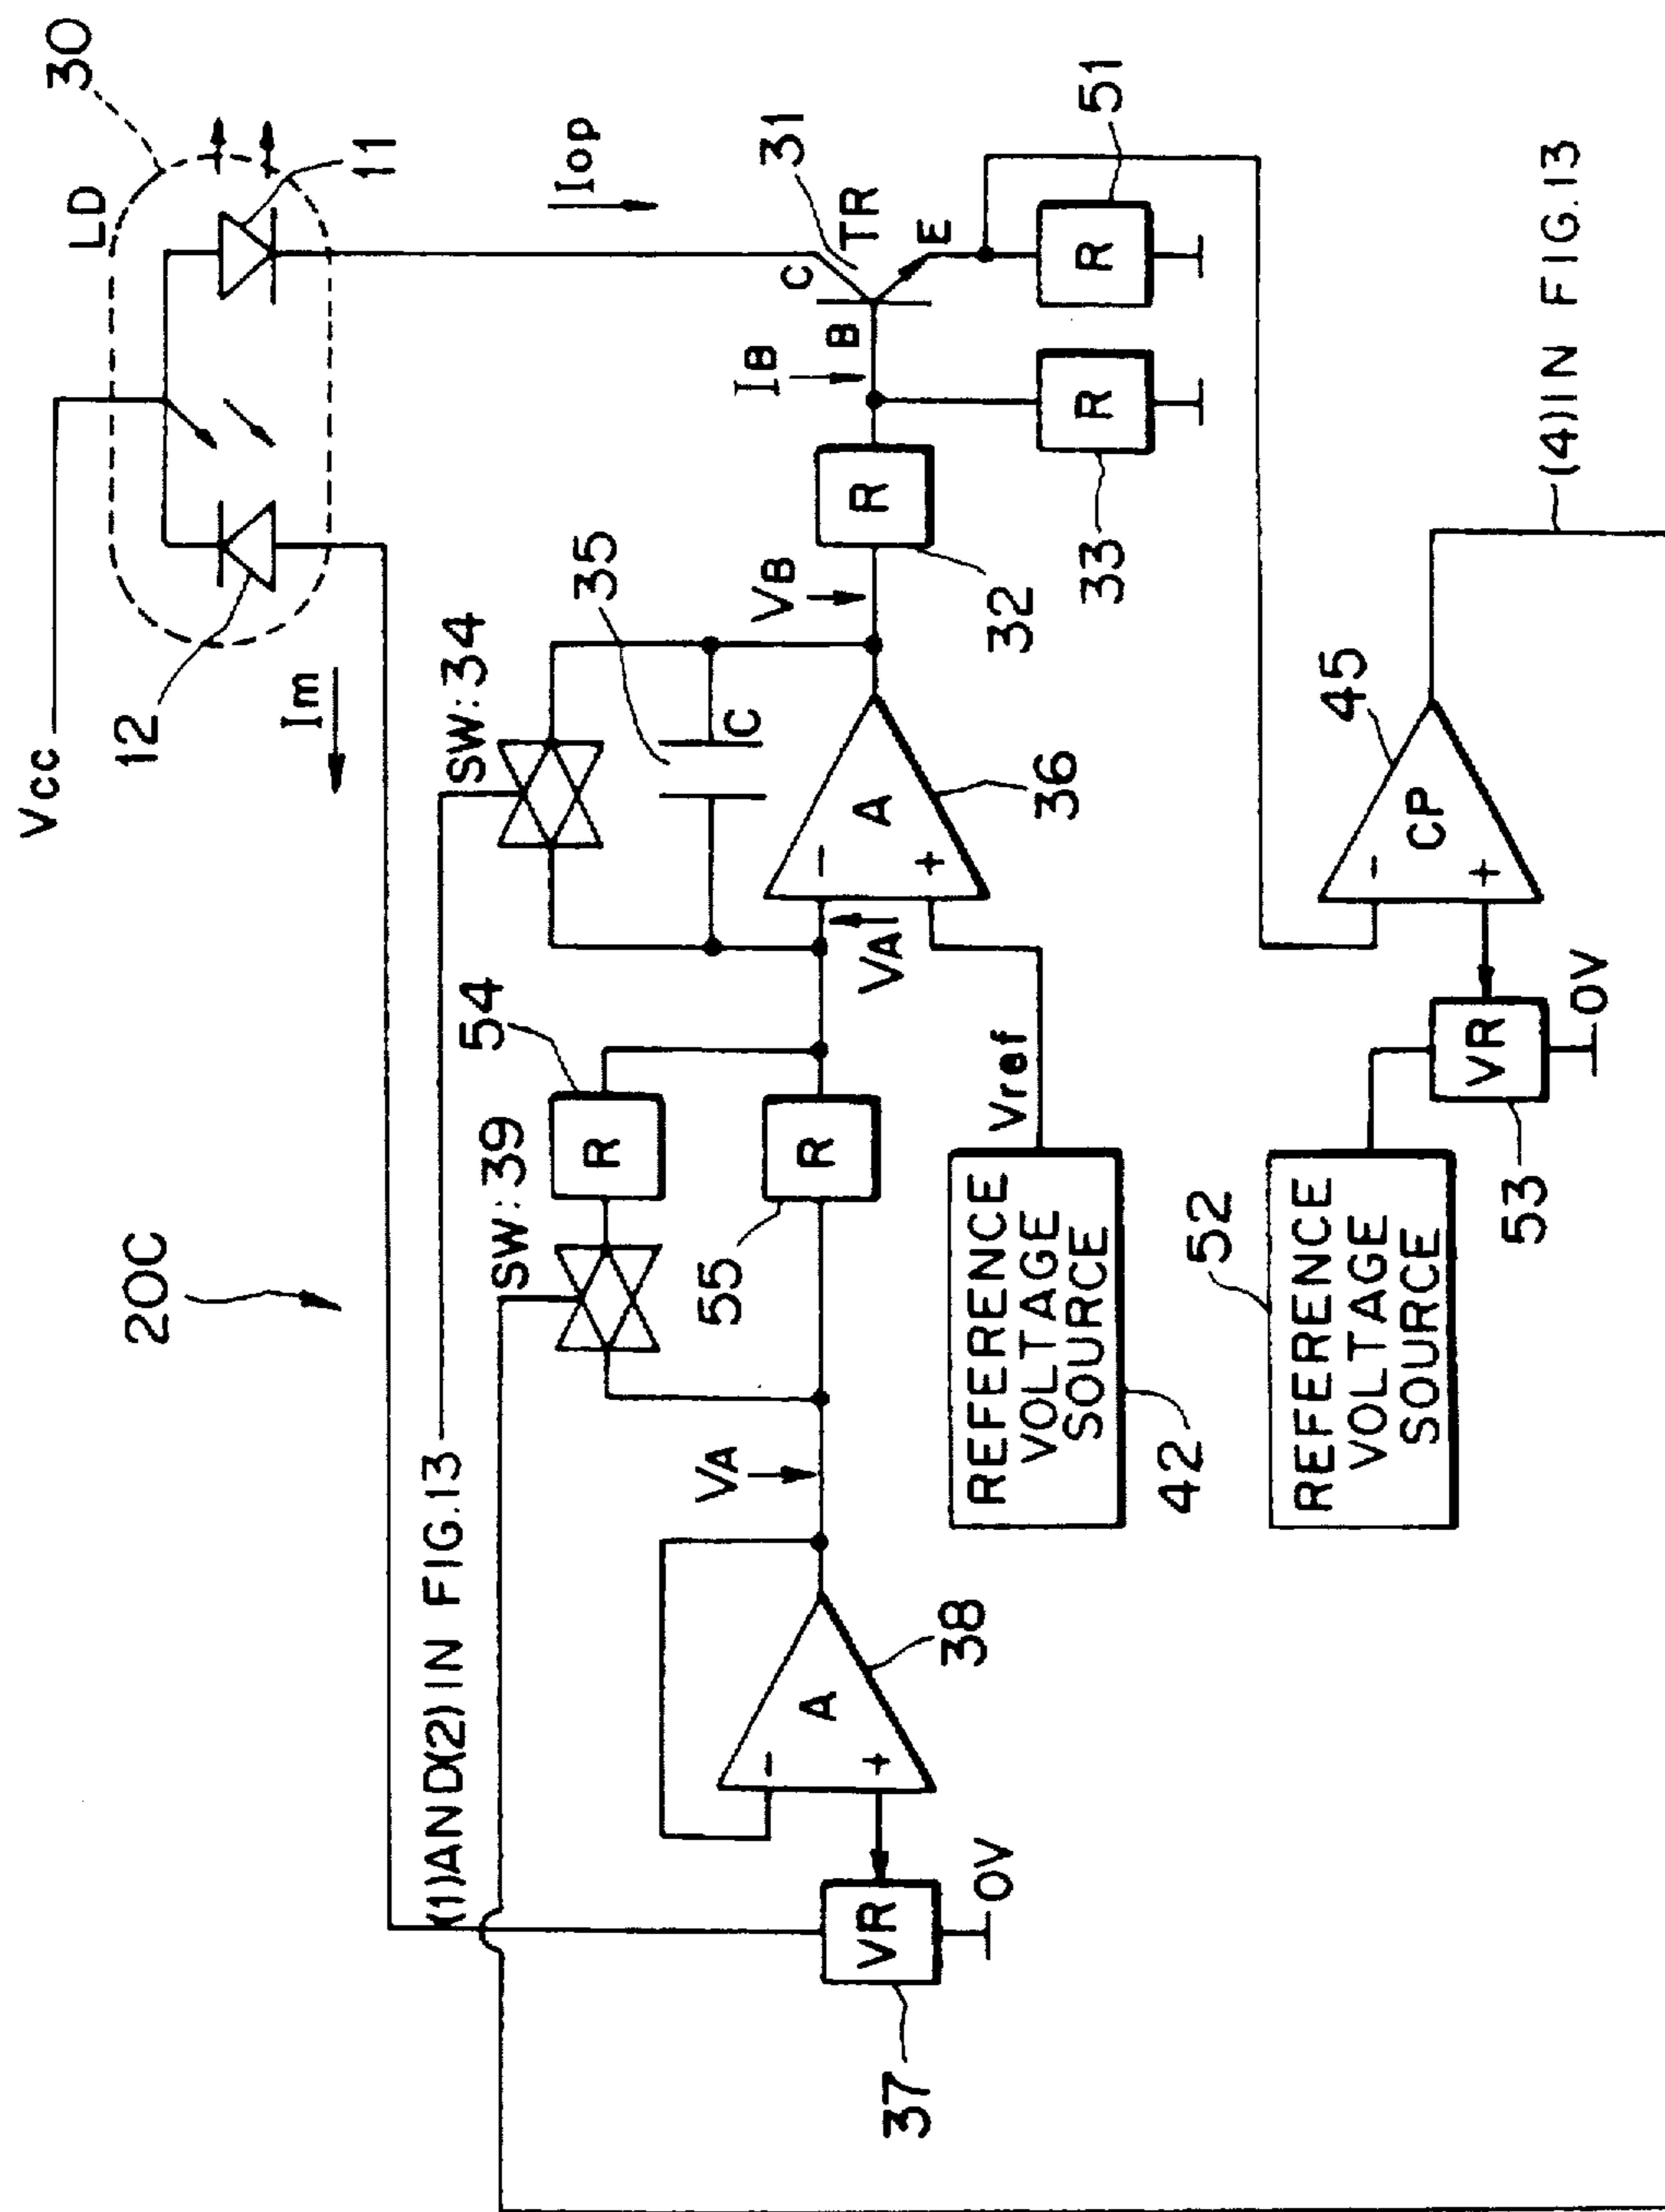 20C
Vcc
30
LD
11
12
Im
Iop
SW:34
35
C
31
TR
C
B
E
IB
VB
R
32
R
33
R
51
54
R
SW:39
R
55
A
-
+
36
VA
VA
Vref
REFERENCE
VOLTAGE
SOURCE
42
(1)AND(2)IN FIG.13
A
-
+
38
VR
37
0V
REFERENCE
VOLTAGE
SOURCE
52
VR
53
0V
CP
-
+
45
(4)IN FIG.13